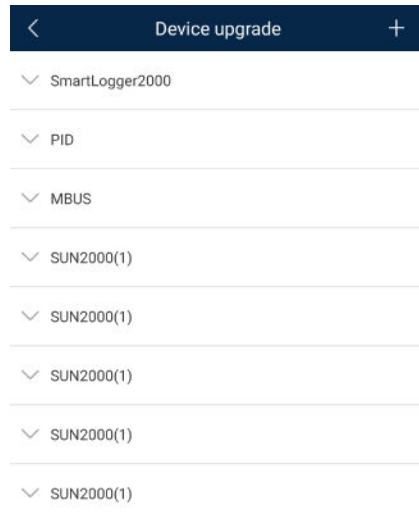 Device upgrade
SmartLogger2000
PID
MBUS
SUN2000(1)
SUN2000(1)
SUN2000(1)
SUN2000(1)
SUN2000(1)